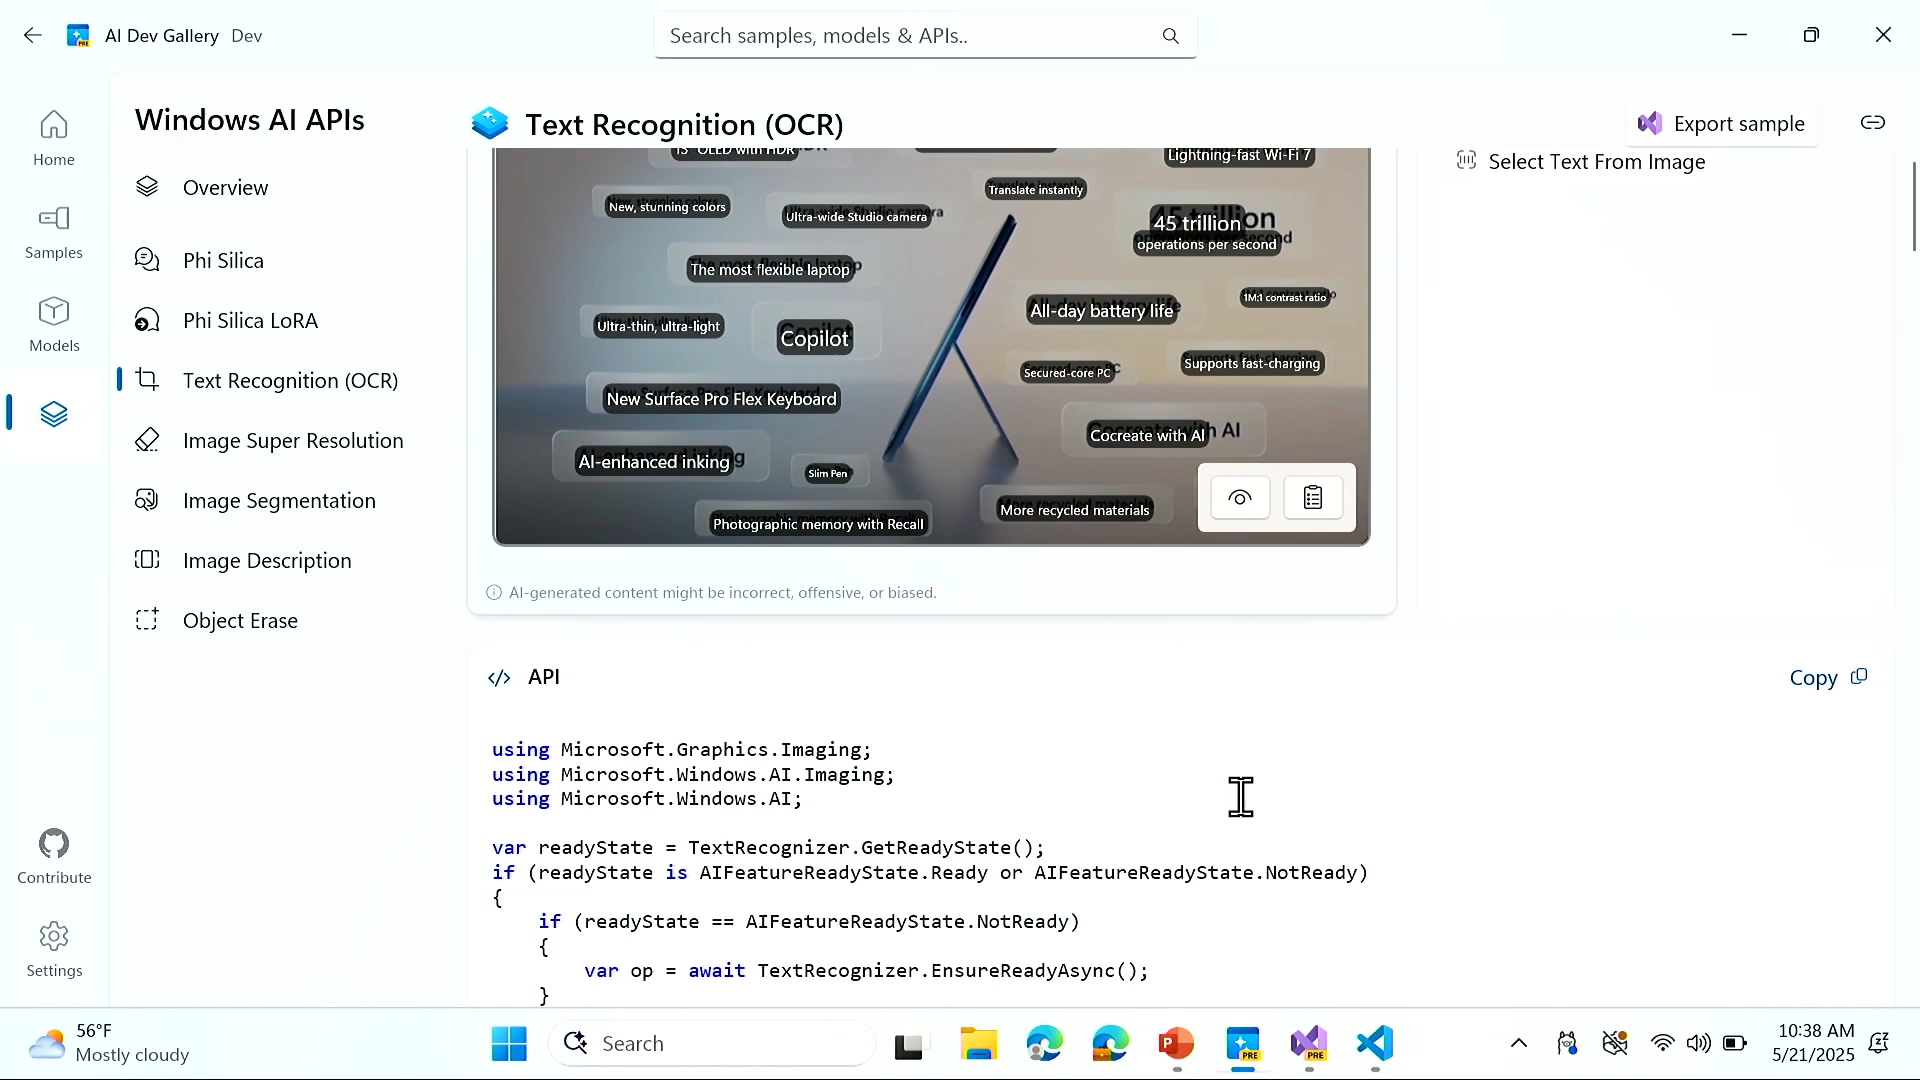 AI Dev Gallery Dev
Search samples, models & APIs..
Home
Samples
Models
Contribute
Settings
Windows AI APIs
Overview
Phi Silica
Phi Silica LoRA
Text Recognition (OCR)
Image Super Resolution
Image Segmentation
Image Description
Object Erase
Text Recognition (OCR)
Export sample
Select Text From Image
Lightning-fast Wi-Fi 7
Translate instantly
New, stunning colors
Ultra-wide Studio camera
45 trillion
operations per second
The most flexible laptop
1M:1 contrast ratio
All-day battery life
Ultra-thin, ultra-light
Copilot
Supports fast-charging
Secured-core PC
New Surface Pro Flex Keyboard
Cocreate with AI
AI-enhanced inking
Slim Pen
More recycled materials
Photographic memory with Recall
AI-generated content might be incorrect, offensive, or biased.
</> API
Copy
using Microsoft.Graphics.Imaging;
using Microsoft.Windows.AI.Imaging;
using Microsoft.Windows.AI;
var readyState = TextRecognizer.GetReadyState();
if (readyState is AIFeatureReadyState.Ready or AIFeatureReadyState.NotReady)
{
if (readyState == AIFeatureReadyState.NotReady)
{
var op = await TextRecognizer.EnsureReadyAsync();
}
56°F
Mostly cloudy
Search
PRE
PRE
10:38 AM
5/21/2025